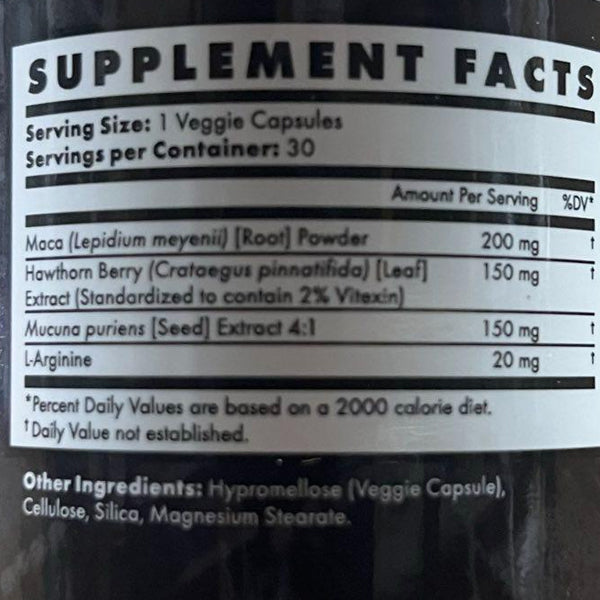 SUPPLEMENT FACTS
Serving Size: 1 Veggie Capsules
Servings per Container: 30
Amount Per Serving %DV*
Maca (Lepidium meyenii) [Root] Powder 200 mg †
Hawthorn Berry (Crataegus pinnatifida) [Leaf] 150 mg †
Extract (Standardized to contain 2% Vitexin)
Mucuna puriens [Seed] Extract 4:1 150 mg †
L-Arginine 20 mg †
*Percent Daily Values are based on a 2000 calorie diet.
†Daily Value not established.
Other Ingredients: Hypromellose (Veggie Capsule),
Cellulose, Silica, Magnesium Stearate.